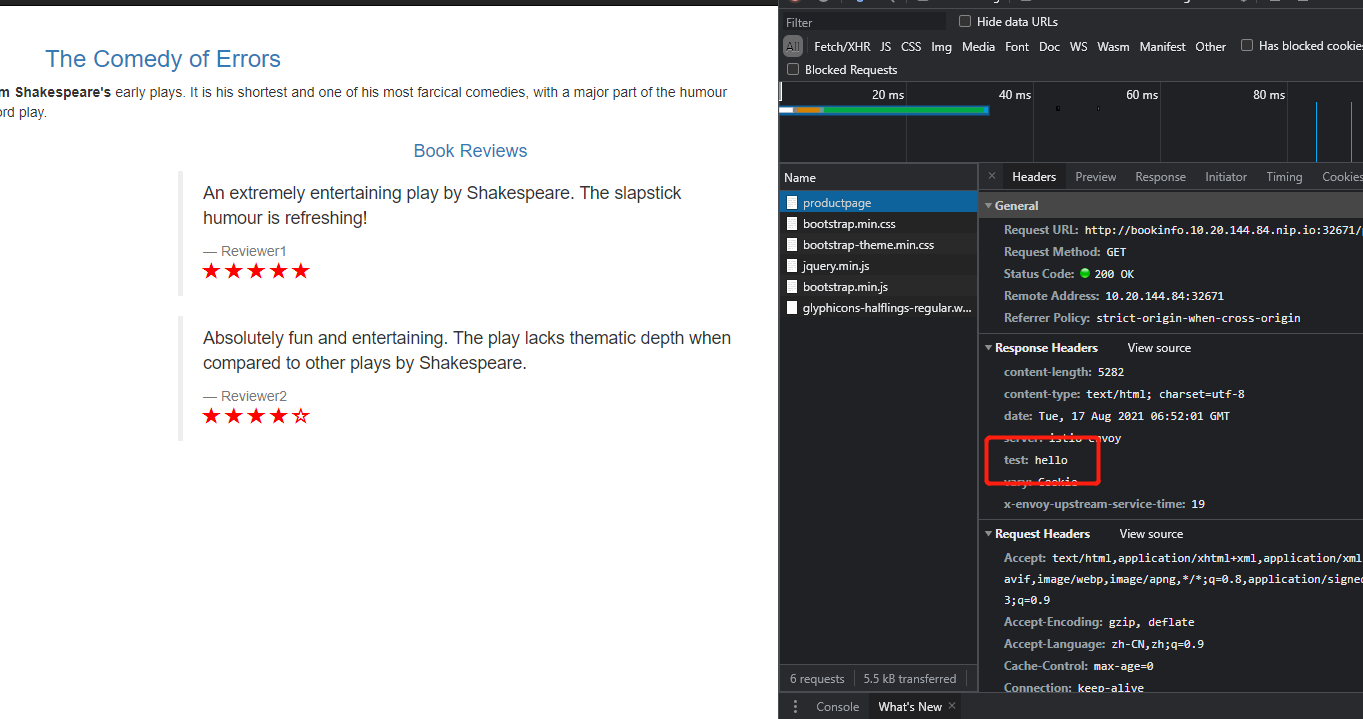 The Comedy of Errors
m Shakespeare's early plays. It is his shortest and one of his most farcical comedies, with a major part of the humour
ord play.
Book Reviews
An extremely entertaining play by Shakespeare. The slapstick
humour is refreshing!
— Reviewer1
★★★★★
Absolutely fun and entertaining. The play lacks thematic depth when
compared to other plays by Shakespeare.
— Reviewer2
★★★★☆
Filter
Hide data URLs
All Fetch/XHR JS CSS Img Media Font Doc WS Wasm Manifest Other Has blocked cookies
Blocked Requests
20 ms 40 ms 60 ms 80 ms
Name
productpage
bootstrap.min.css
bootstrap-theme.min.css
jquery.min.js
bootstrap.min.js
glyphicons-halflings-regular.w...
6 requests 5.5 kB transferred
× Headers Preview Response Initiator Timing Cookies
General
Request URL: http://bookinfo.10.20.144.84.nip.io:32671/p
Request Method: GET
Status Code: 200 OK
Remote Address: 10.20.144.84:32671
Referrer Policy: strict-origin-when-cross-origin
Response Headers View source
content-length: 5282
content-type: text/html; charset=utf-8
date: Tue, 17 Aug 2021 06:52:01 GMT
server: istio-envoy
test: hello
vary: Cookie
x-envoy-upstream-service-time: 19
Request Headers View source
Accept: text/html,application/xhtml+xml,application/xml
avif,image/webp,image/apng,*/*;q=0.8,application/signed
3;q=0.9
Accept-Encoding: gzip, deflate
Accept-Language: zh-CN,zh;q=0.9
Cache-Control: max-age=0
Connection: keep-alive
Console What's New ×